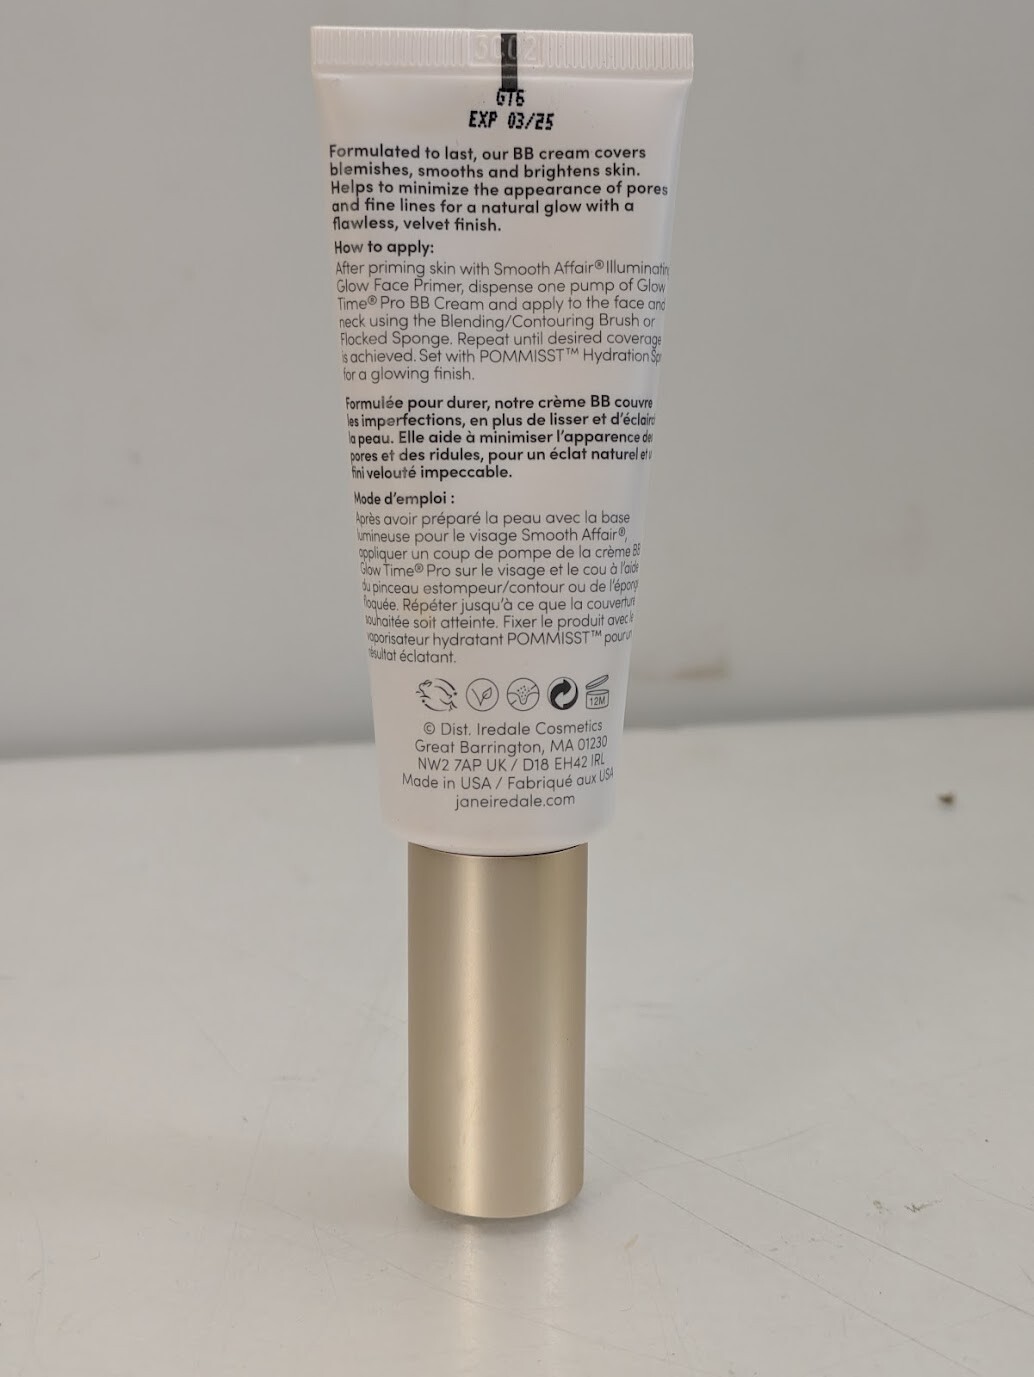 3C02
GT6
EXP 03/25
Formulated to last, our BB cream covers
blemishes, smooths and brightens skin.
Helps to minimize the appearance of pores
and fine lines for a natural glow with a
flawless, velvet finish.
How to apply:
After priming skin with Smooth Affair® Illuminatin
Glow Face Primer, dispense one pump of Glow
Time® Pro BB Cream and apply to the face and
neck using the Blending/Contouring Brush or
Flocked Sponge. Repeat until desired coverage
is achieved. Set with POMMISST™ Hydration Sp
for a glowing finish.
Formulée pour durer, notre crème BB couvre
les imperfections, en plus de lisser et d'éclairc
la peau. Elle aide à minimiser l'apparence des
pores et des ridules, pour un éclat naturel et u
fini velouté impeccable.
Mode d'emploi :
Après avoir préparé la peau avec la base
lumineuse pour le visage Smooth Affair®,
appliquer un coup de pompe de la crème BB
Glow Time® Pro sur le visage et le cou à l'aide
du pinceau estompeur/contour ou de l'épong
floquée. Répéter jusqu'à ce que la couverture
souhaitée soit atteinte. Fixer le produit avec le
vaporisateur hydratant POMMISST™ pour un
résultat éclatant.
12M
© Dist. Iredale Cosmetics
Great Barrington, MA 01230
NW2 7AP UK / D18 EH42 IRL
Made in USA / Fabriqué aux USA
janeiredale.com